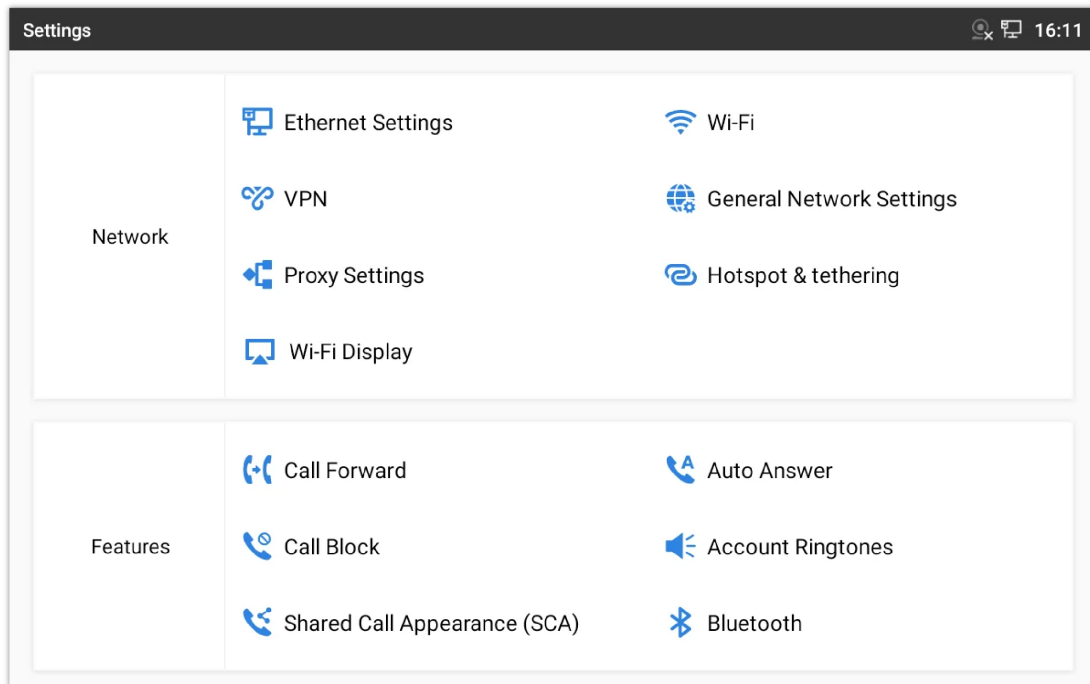 Settings 16:11
Network
Ethernet Settings
Wi-Fi
VPN
General Network Settings
Proxy Settings
Hotspot & tethering
Wi-Fi Display
Features
Call Forward
Auto Answer
Call Block
Account Ringtones
Shared Call Appearance (SCA)
Bluetooth